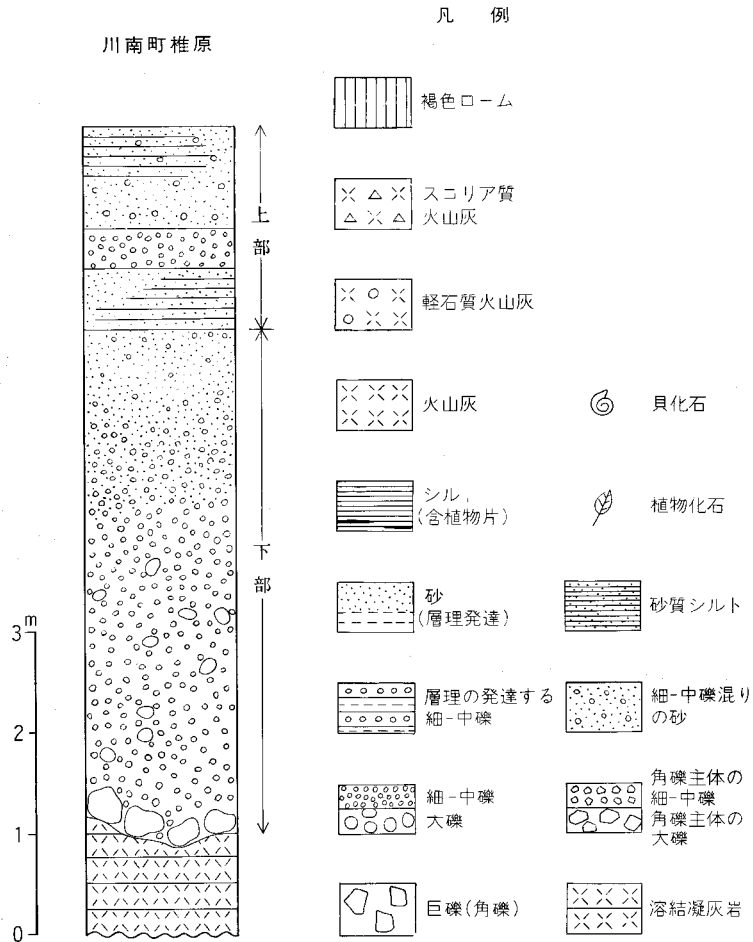 凡 例
川南町椎原
褐色ローム
スコリア質
火山灰
軽石質火山灰
火山灰
貝化石
シル
(含植物片)
植物化石
砂
(層理発達)
砂質シルト
層理の発達する
細-中礫
細-中礫混り
の砂
細-中礫
大礫
角礫主体の
細-中礫
角礫主体の
大礫
巨礫(角礫)
溶結凝灰岩
上
部
下
部
m
3
2
1
0